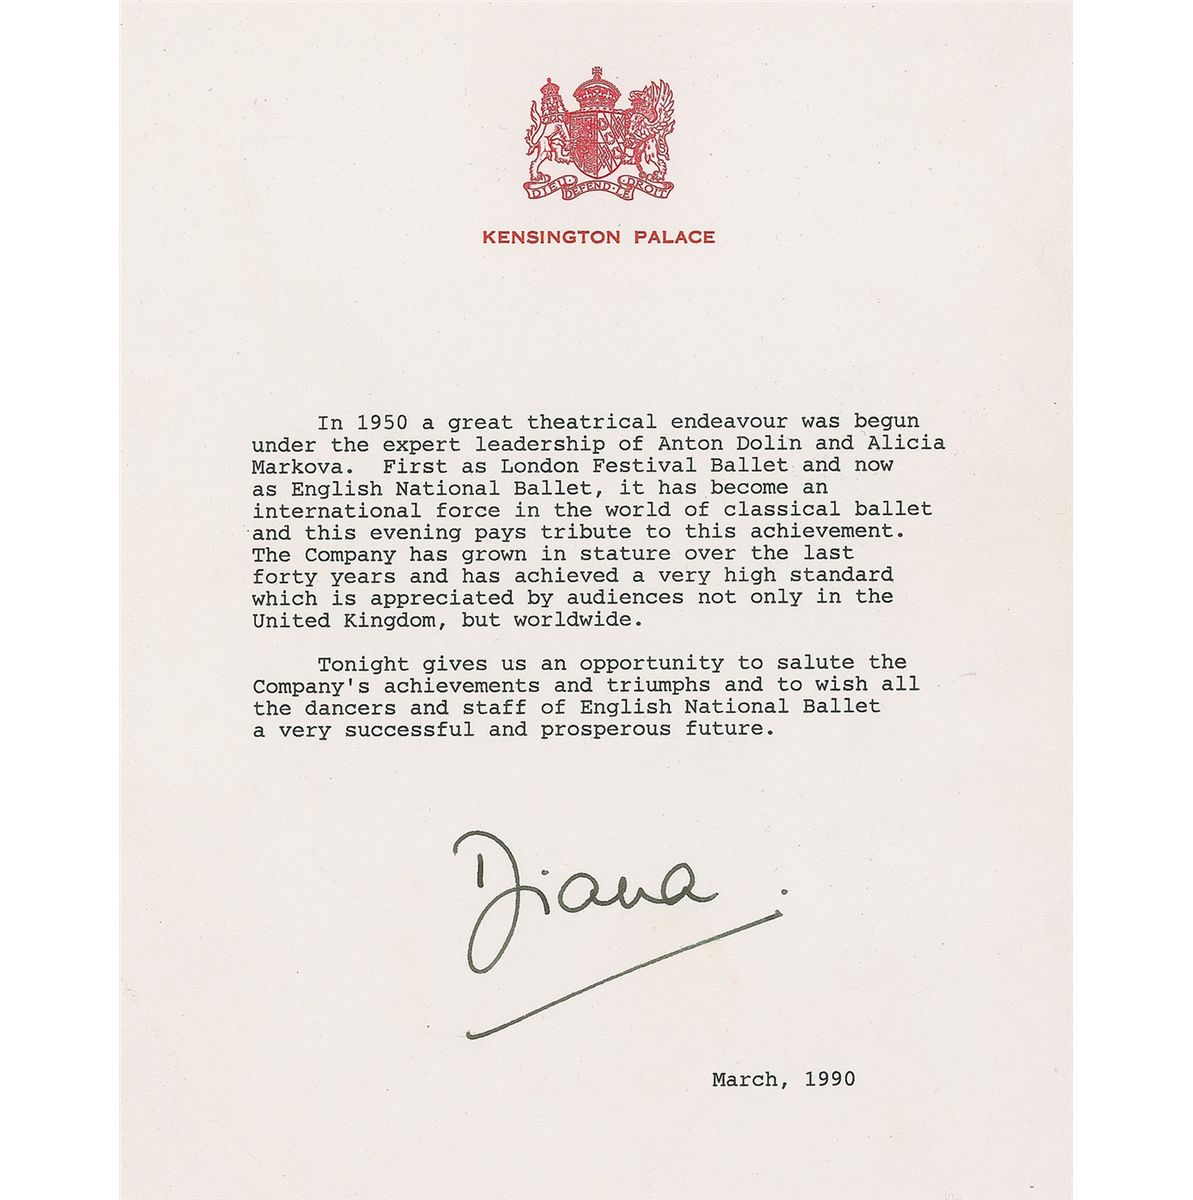 DIEU DEFEND LE DROIT
KENSINGTON PALACE
In 1950 a great theatrical endeavour was begun
under the expert leadership of Anton Dolin and Alicia
Markova.  First as London Festival Ballet and now
as English National Ballet, it has become an
international force in the world of classical ballet
and this evening pays tribute to this achievement.
The Company has grown in stature over the last
forty years and has achieved a very high standard
which is appreciated by audiences not only in the
United Kingdom, but worldwide.
Tonight gives us an opportunity to salute the
Company's achievements and triumphs and to wish all
the dancers and staff of English National Ballet
a very successful and prosperous future.
Diana.
March, 1990